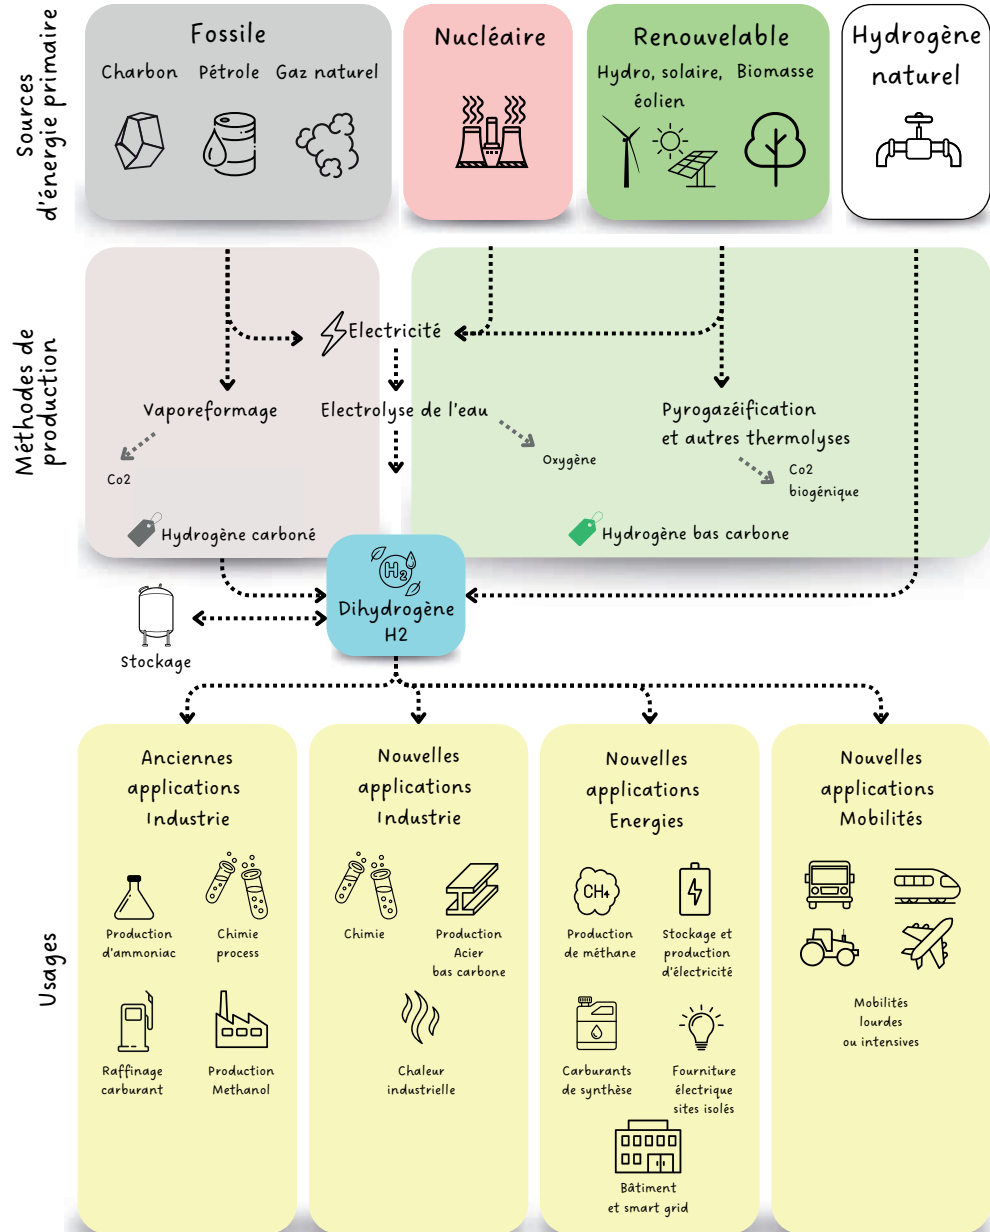 Sources
d'énergie primaire
Fossile
Charbon
Pétrole
Gaz naturel
Nucléaire
Renouvelable
Hydro, solaire,
éolien
Biomasse
Hydrogène
naturel
Méthodes de
production
Electricité
Vaporeformage
Electrolyse de l'eau
Pyrogazéification
et autres thermolyses
Co2
Oxygène
Co2
biogénique
Hydrogène carboné
Hydrogène bas carbone
H2
Dihydrogène
H2
Stockage
Usages
Anciennes
applications
Industrie
Production
d'ammoniac
Chimie
process
Raffinage
carburant
Production
Methanol
Nouvelles
applications
Industrie
Chimie
Production
Acier
bas carbone
Chaleur
industrielle
Nouvelles
applications
Energies
CH4
Production
de méthane
Stockage et
production
d'électricité
Carburants
de synthèse
Fourniture
électrique
sites isolés
Bâtiment
et smart grid
Nouvelles
applications
Mobilités
Mobilités
lourdes
ou intensives